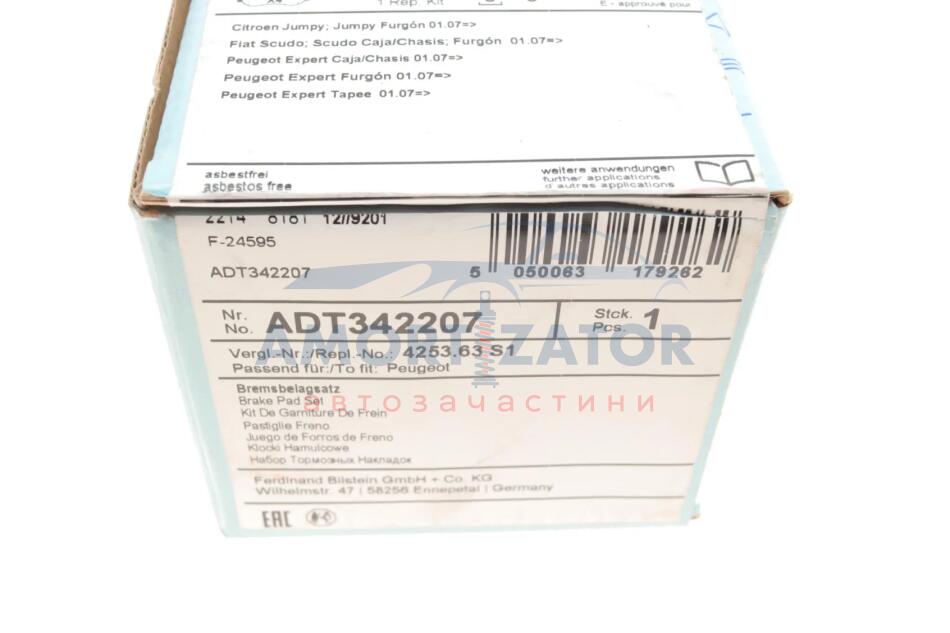 1 Rep. Kit
E - approuvé pour
Citroen Jumpy; Jumpy Furgón 01.07=>
Fiat Scudo; Scudo Caja/Chasis; Furgón 01.07=>
Peugeot Expert Caja/Chasis 01.07=>
Peugeot Expert Furgón 01.07=>
Peugeot Expert Tapee 01.07=>
asbestfrei
asbestos free
weitere anwendungen
further applications
d'autres applications
2214 8181 12//9201
F-24595
ADT342207
5 050063 179262
Nr.
No. ADT342207
Stck.
Pcs. 1
AMORTIZATOR
Vergl.-Nr.:/Repl.-No.: 4253.63 S1
Passend für:/To fit: Peugeot
Bremsbelagsatz
Brake Pad Set
автозачастини
Kit De Garniture De Frein
Pastiglie Freno
Juego de Forros de Freno
Klocki Hamulcowe
Набор Тормозных Накладок
Ferdinand Bilstein GmbH + Co. KG
Wilhelmstr. 47 | 58256 Ennepetal | Germany
EAC